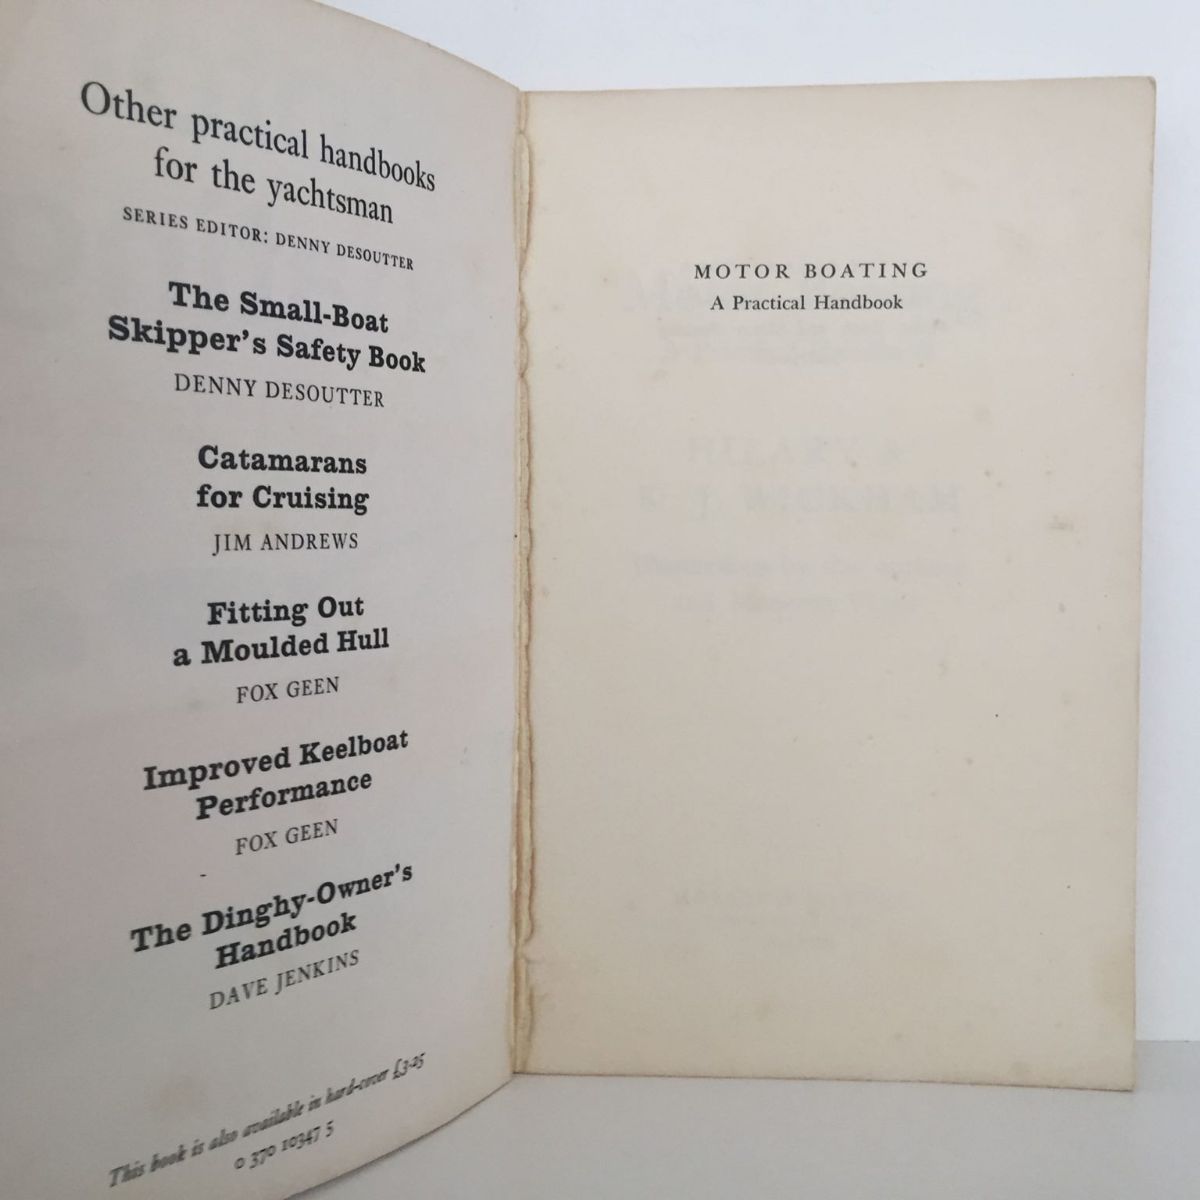 Other practical handbooks
for the yachtsman
SERIES EDITOR: DENNY DESOUTTER
The Small-Boat
Skipper's Safety Book
DENNY DESOUTTER
Catamarans
for Cruising
JIM ANDREWS
Fitting Out
a Moulded Hull
FOX GEEN
Improved Keelboat
Performance
FOX GEEN
The Dinghy-Owner's
Handbook
DAVE JENKINS
This book is also available in hard-cover £3·25
0 370 10347 5
MOTOR BOATING
A Practical Handbook